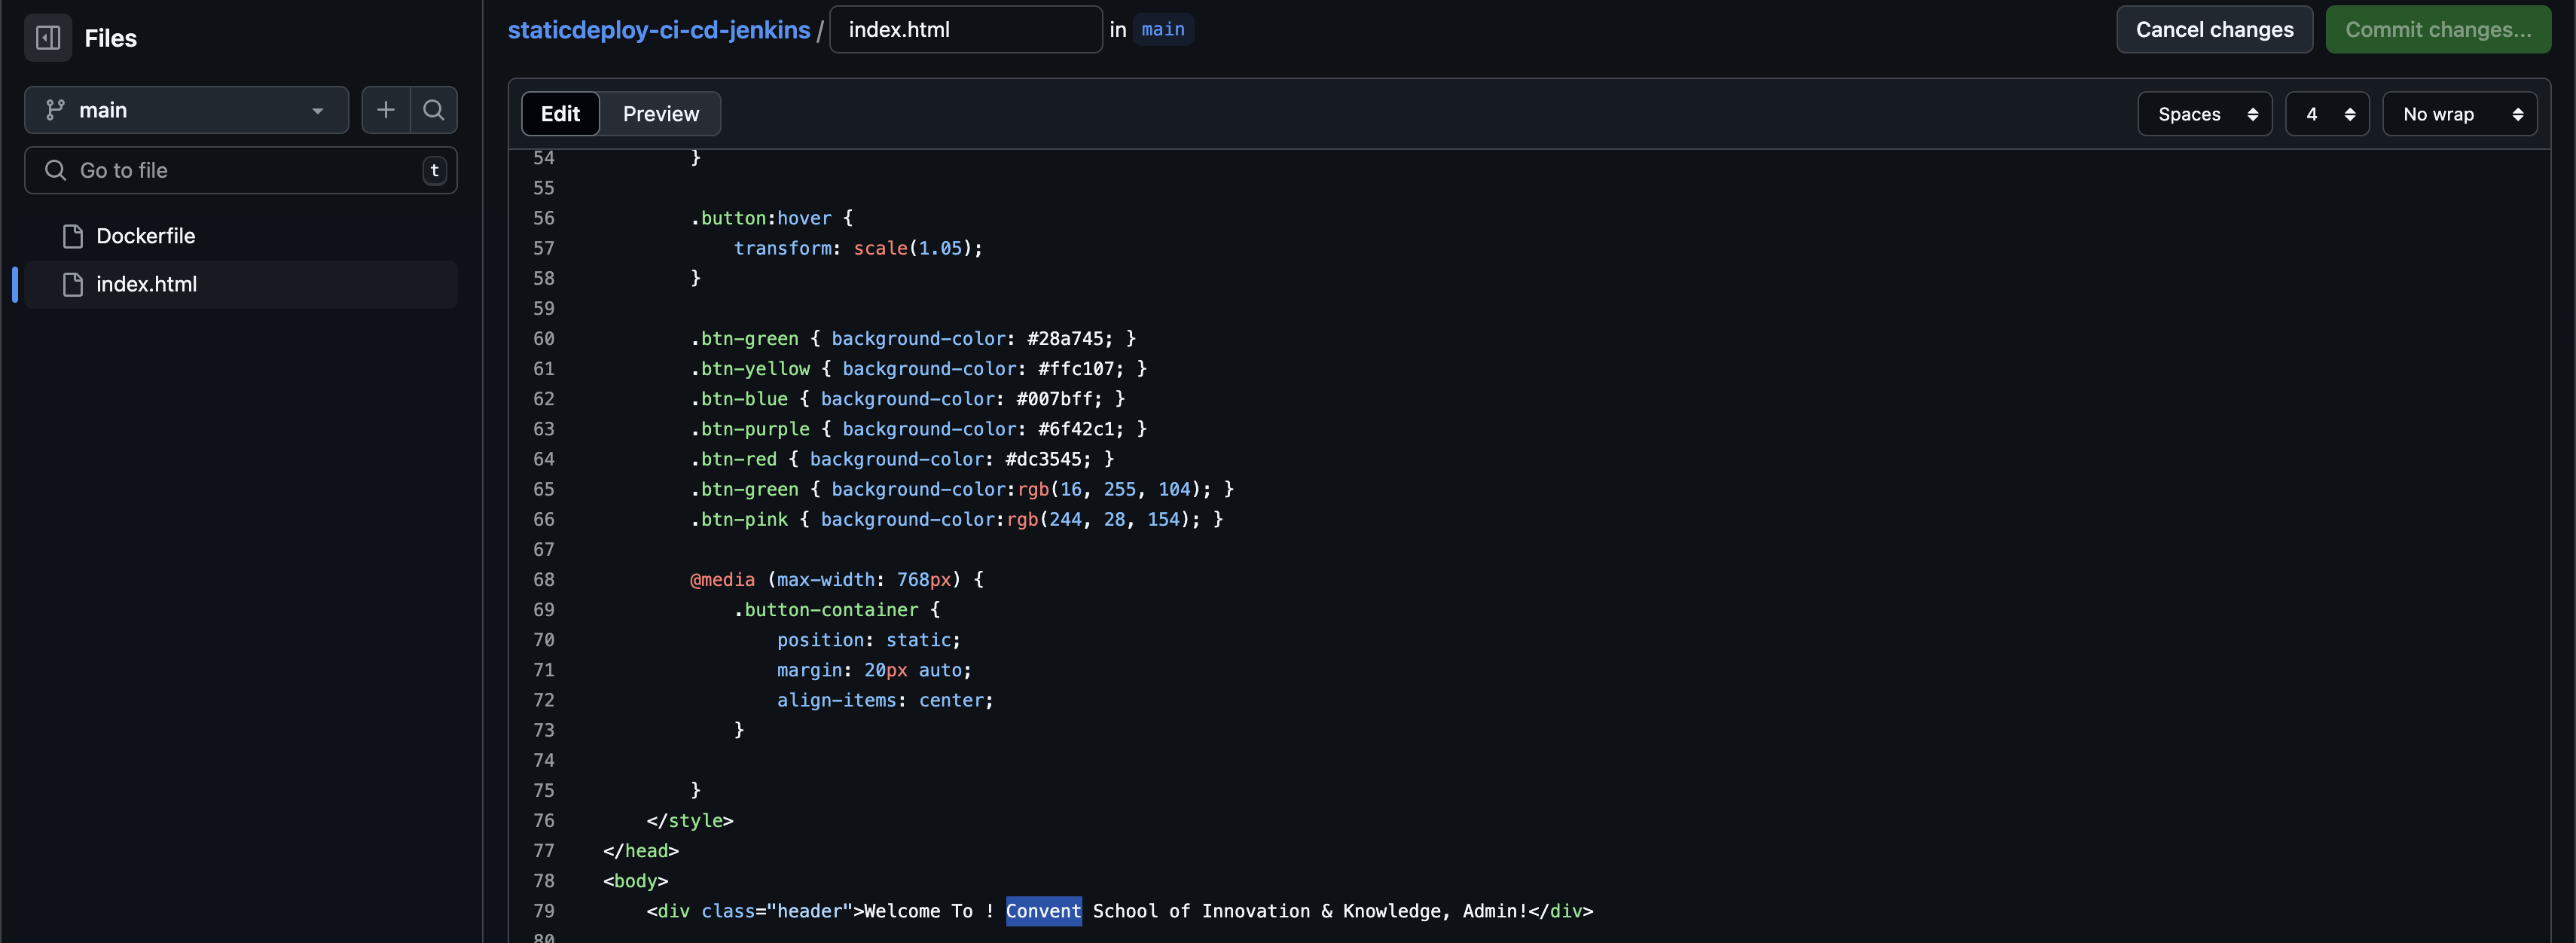 Files
staticdeploy-ci-cd-jenkins / index.html in main
Cancel changes
Commit changes...
main
Go to file t
Dockerfile
index.html
Edit Preview
Spaces 4 No wrap
54 }
55
56 .button:hover {
57 transform: scale(1.05);
58 }
59
60 .btn-green { background-color: #28a745; }
61 .btn-yellow { background-color: #ffc107; }
62 .btn-blue { background-color: #007bff; }
63 .btn-purple { background-color: #6f42c1; }
64 .btn-red { background-color: #dc3545; }
65 .btn-green { background-color:rgb(16, 255, 104); }
66 .btn-pink { background-color:rgb(244, 28, 154); }
67
68 @media (max-width: 768px) {
69 .button-container {
70 position: static;
71 margin: 20px auto;
72 align-items: center;
73 }
74
75 }
76 </style>
77 </head>
78 <body>
79 <div class="header">Welcome To ! Convent School of Innovation & Knowledge, Admin!</div>
80